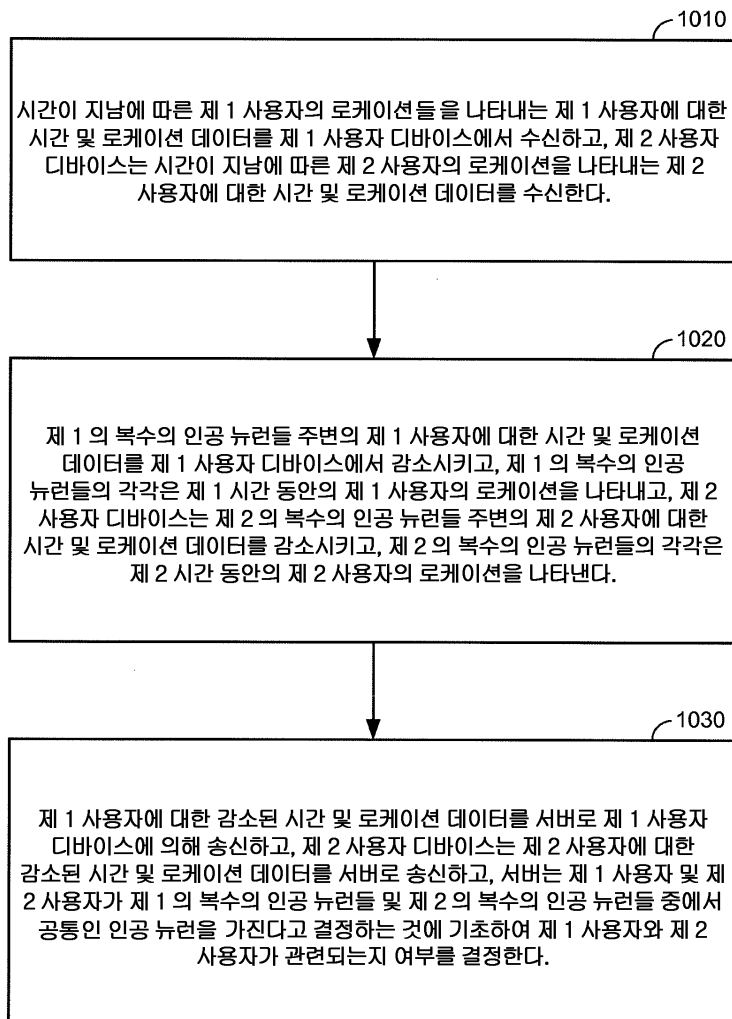 1010
시간이 지남에 따른 제 1 사용자의 로케이션들을 나타내는 제 1 사용자에 대한
시간 및 로케이션 데이터를 제 1 사용자 디바이스에서 수신하고, 제 2 사용자
디바이스는 시간이 지남에 따른 제 2 사용자의 로케이션을 나타내는 제 2
사용자에 대한 시간 및 로케이션 데이터를 수신한다.
1020
제 1 의 복수의 인공 뉴런들 주변의 제 1 사용자에 대한 시간 및 로케이션
데이터를 제 1 사용자 디바이스에서 감소시키고, 제 1 의 복수의 인공
뉴런들의 각각은 제 1 시간 동안의 제 1 사용자의 로케이션을 나타내고, 제 2
사용자 디바이스는 제 2 의 복수의 인공 뉴런들 주변의 제 2 사용자에 대한
시간 및 로케이션 데이터를 감소시키고, 제 2 의 복수의 인공 뉴런들의 각각은
제 2 시간 동안의 제 2 사용자의 로케이션을 나타낸다.
1030
제 1 사용자에 대한 감소된 시간 및 로케이션 데이터를 서버로 제 1 사용자
디바이스에 의해 송신하고, 제 2 사용자 디바이스는 제 2 사용자에 대한
감소된 시간 및 로케이션 데이터를 서버로 송신하고, 서버는 제 1 사용자 및 제
2 사용자가 제 1 의 복수의 인공 뉴런들 및 제 2 의 복수의 인공 뉴런들 중에서
공통인 인공 뉴런을 가진다고 결정하는 것에 기초하여 제 1 사용자와 제 2
사용자가 관련되는지 여부를 결정한다.